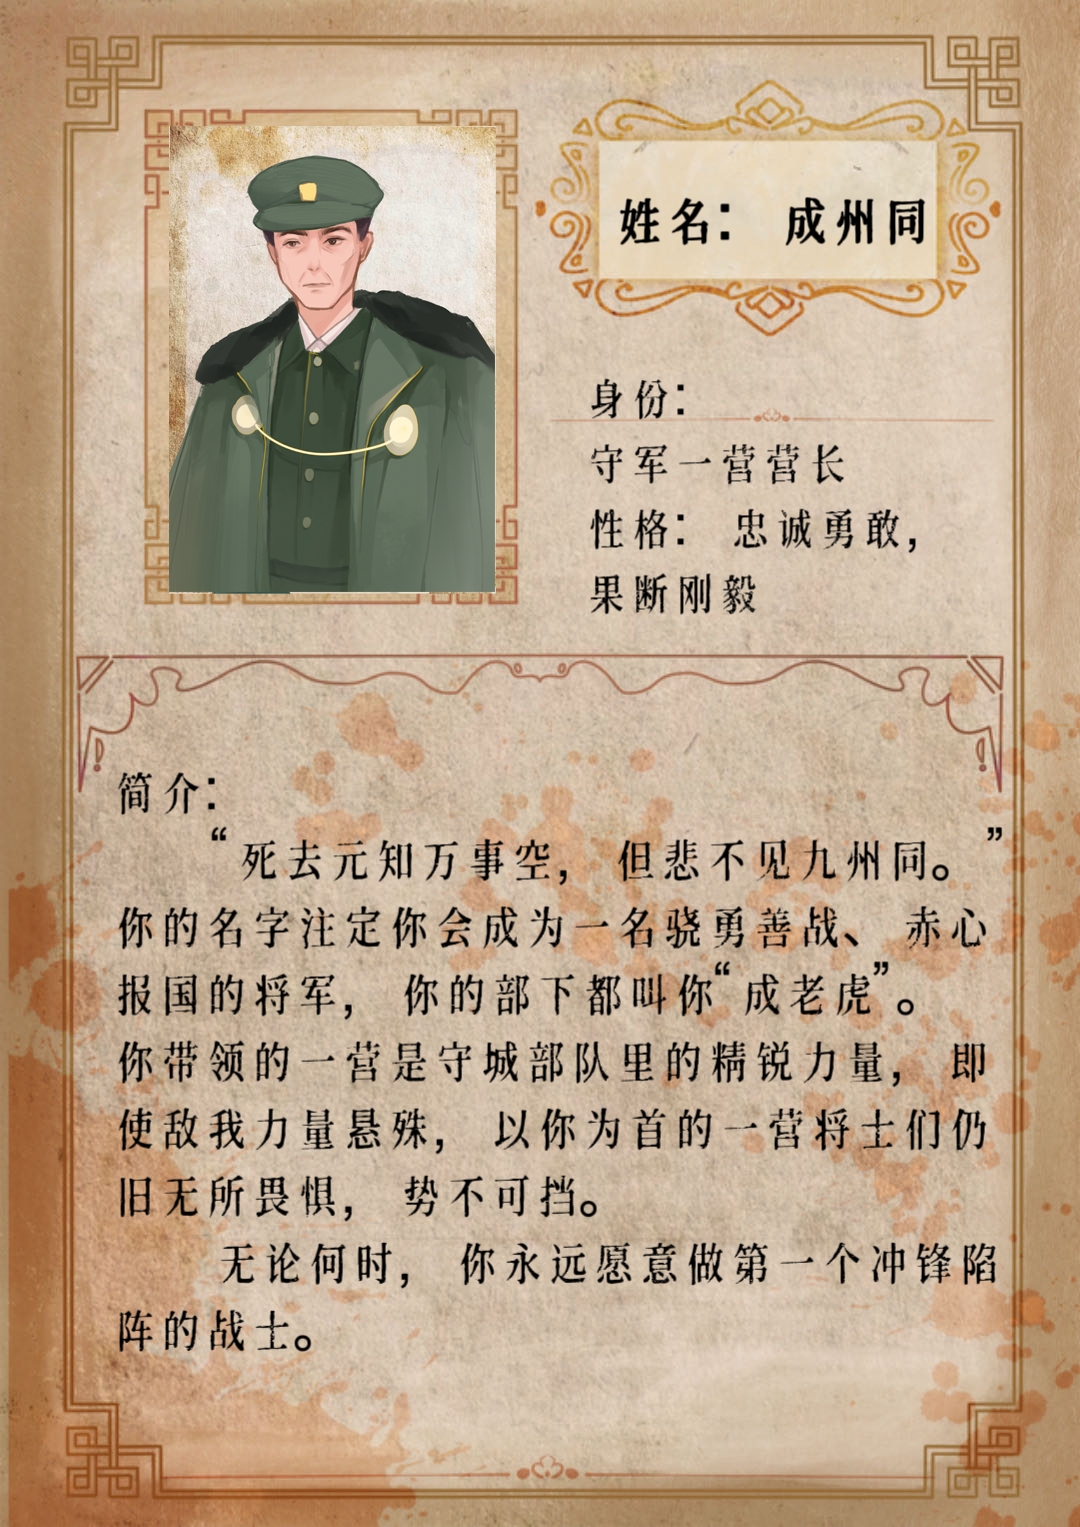 姓名：成州同
身份：
守军一营营长
性格：忠诚勇敢，
果断刚毅
简介：
“死去元知万事空，但悲不见九州同。”
你的名字注定你会成为一名骁勇善战、赤心
报国的将军，你的部下都叫你“成老虎”。
你带领的一营是守城部队里的精锐力量，即
使敌我力量悬殊，以你为首的一营将士们仍
旧无所畏惧，势不可挡。
无论何时，你永远愿意做第一个冲锋陷
阵的战士。